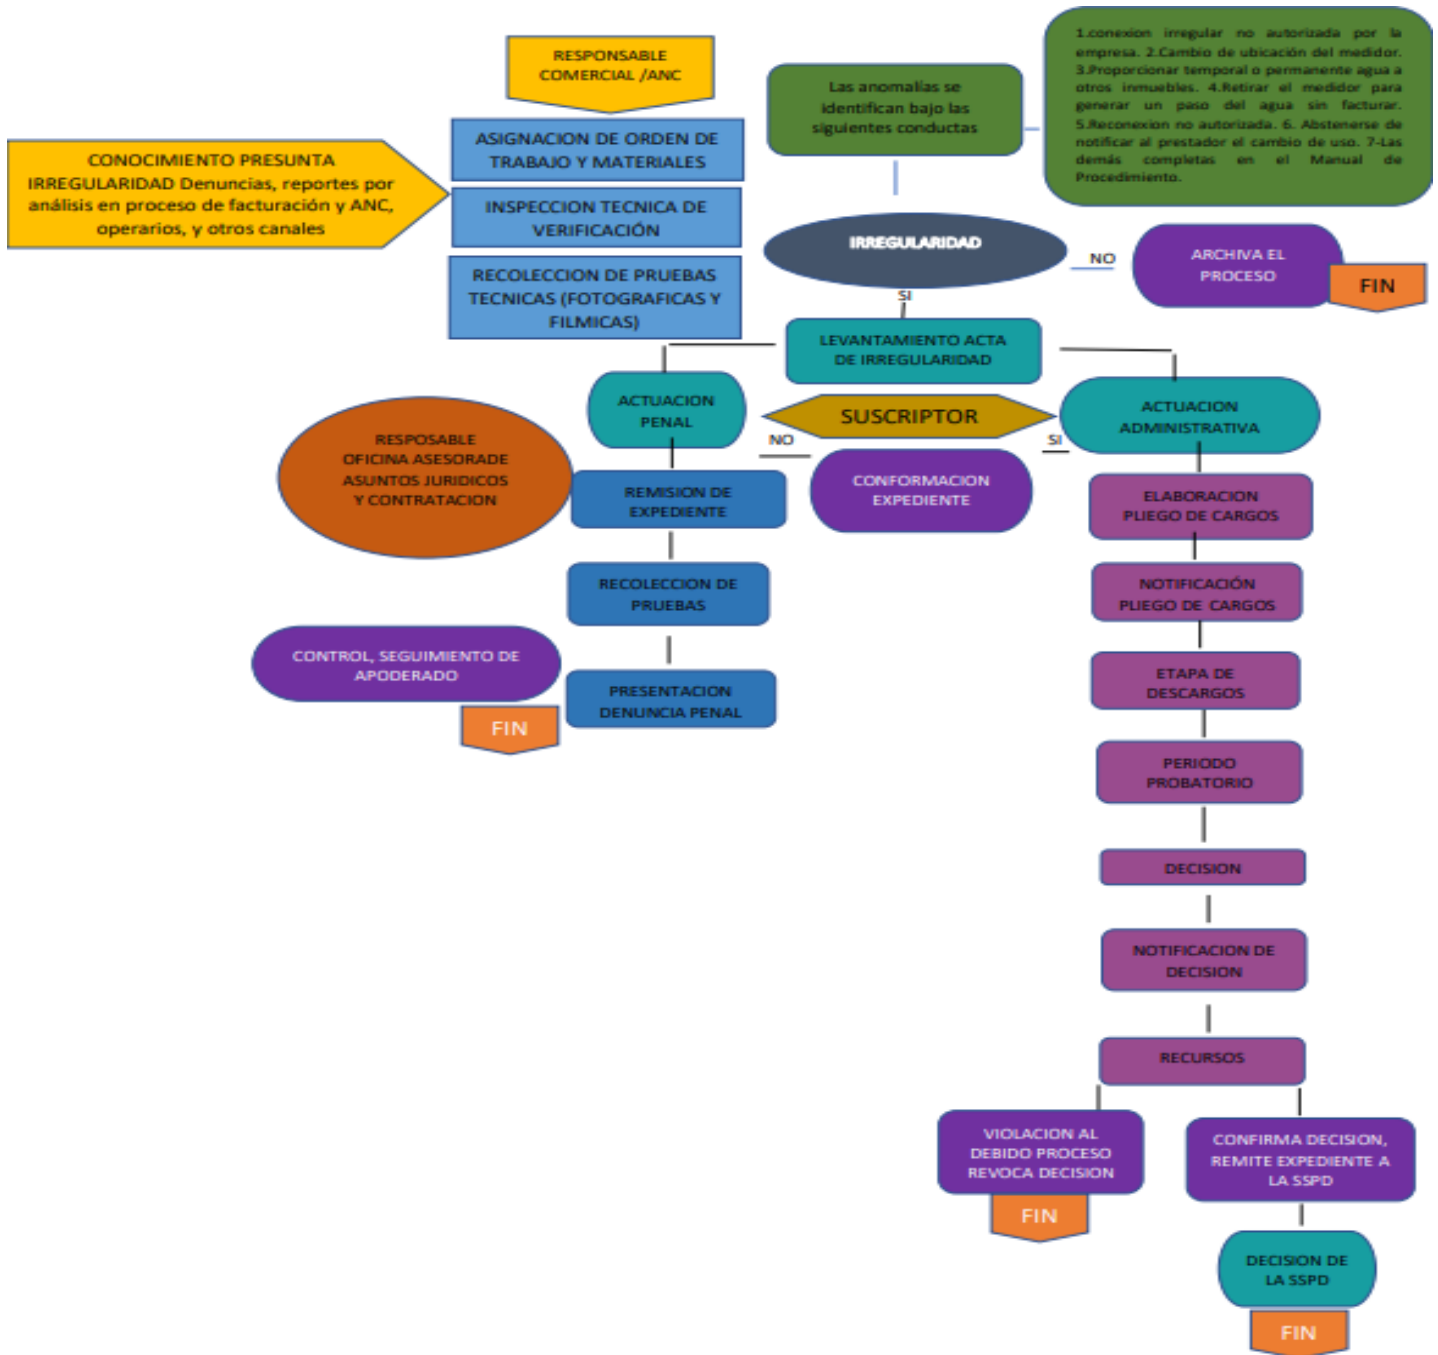 RESPONSABLE
COMERCIAL /ANC
ASIGNACION DE ORDEN DE
TRABAJO Y MATERIALES
CONOCIMIENTO PRESUNTA
IRREGULARIDAD Denuncias, reportes por
análisis en proceso de facturación y ANC,
operarios, y otros canales
INSPECCION TECNICA DE
VERIFICACIÓN
RECOLECCION DE PRUEBAS
TECNICAS (FOTOGRAFICAS Y
FILMICAS)
Las anomalías se
identifican bajo las
siguientes conductas
1.conexion irregular no autorizada por la
empresa. 2.Cambio de ubicación del medidor.
3.Proporcionar temporal o permanente agua a
otros inmuebles. 4.Retirar el medidor para
generar un paso del agua sin facturar.
5.Reconexion no autorizada. 6. Abstenerse de
notificar al prestador el cambio de uso. 7-Las
demás completas en el Manual de
Procedimiento.
IRREGULARIDAD
NO
ARCHIVA EL
PROCESO
FIN
SI
LEVANTAMIENTO ACTA
DE IRREGULARIDAD
ACTUACION
PENAL
SUSCRIPTOR
ACTUACION
ADMINISTRATIVA
NO
SI
RESPOSABLE
OFICINA ASESORADE
ASUNTOS JURIDICOS
Y CONTRATACION
REMISION DE
EXPEDIENTE
CONFORMACION
EXPEDIENTE
ELABORACION
PLIEGO DE CARGOS
RECOLECCION DE
PRUEBAS
NOTIFICACIÓN
PLIEGO DE CARGOS
CONTROL, SEGUIMIENTO DE
APODERADO
FIN
PRESENTACION
DENUNCIA PENAL
ETAPA DE
DESCARGOS
PERIODO
PROBATORIO
DECISION
NOTIFICACION DE
DECISION
RECURSOS
VIOLACION AL
DEBIDO PROCESO
REVOCA DECISION
FIN
CONFIRMA DECISION,
REMITE EXPEDIENTE A
LA SSPD
DECISION DE
LA SSPD
FIN